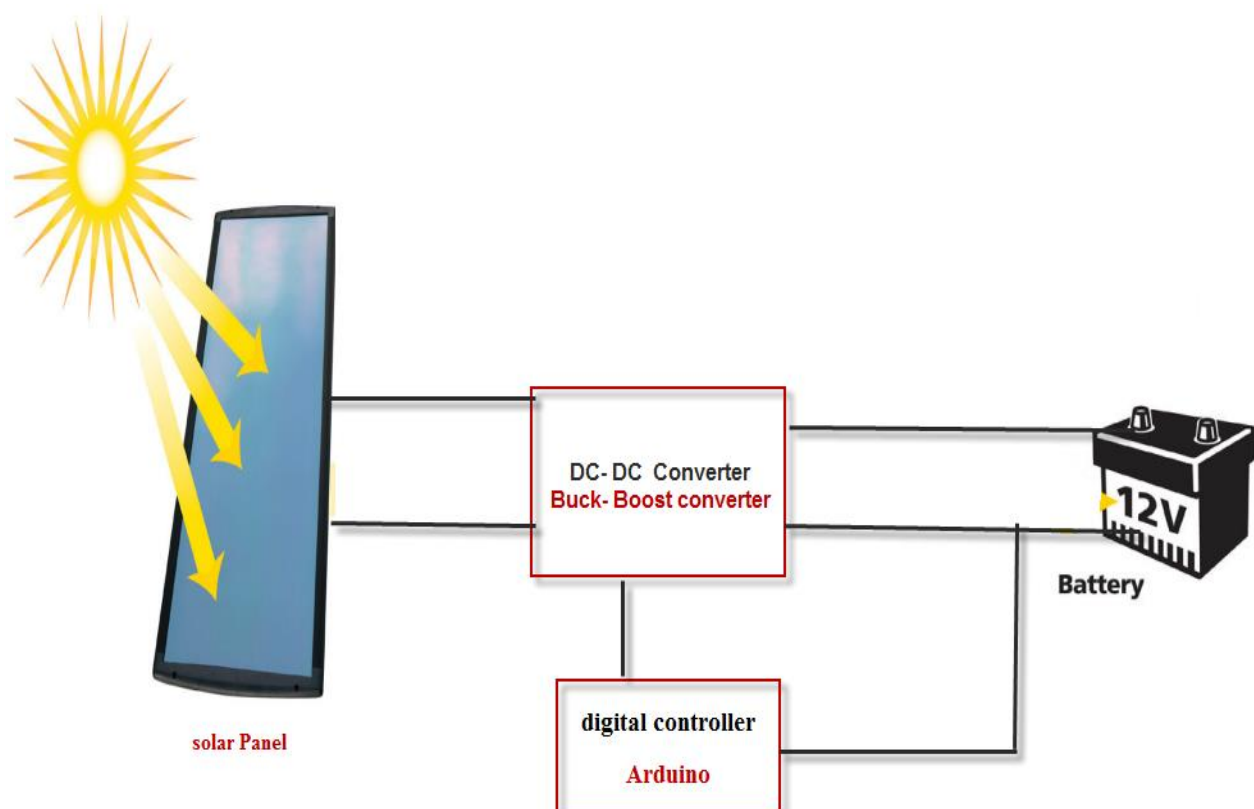 DC- DC Converter
Buck- Boost converter
12V
Battery
digital controller
Arduino
solar Panel